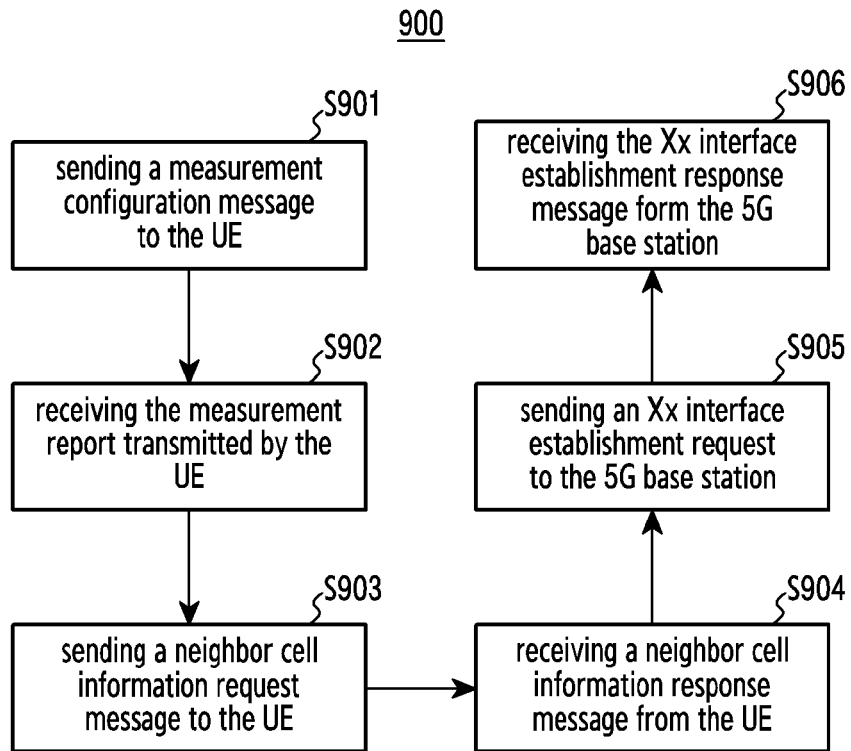 900
S901
sending a measurement
configuration message
to the UE
S902
receiving the measurement
report transmitted by the
UE
S903
sending a neighbor cell
information request
message to the UE
S904
receiving a neighbor cell
information response
message from the UE
S905
sending an Xx interface
establishment request
to the 5G base station
S906
receiving the Xx interface
establishment response
message form the 5G
base station